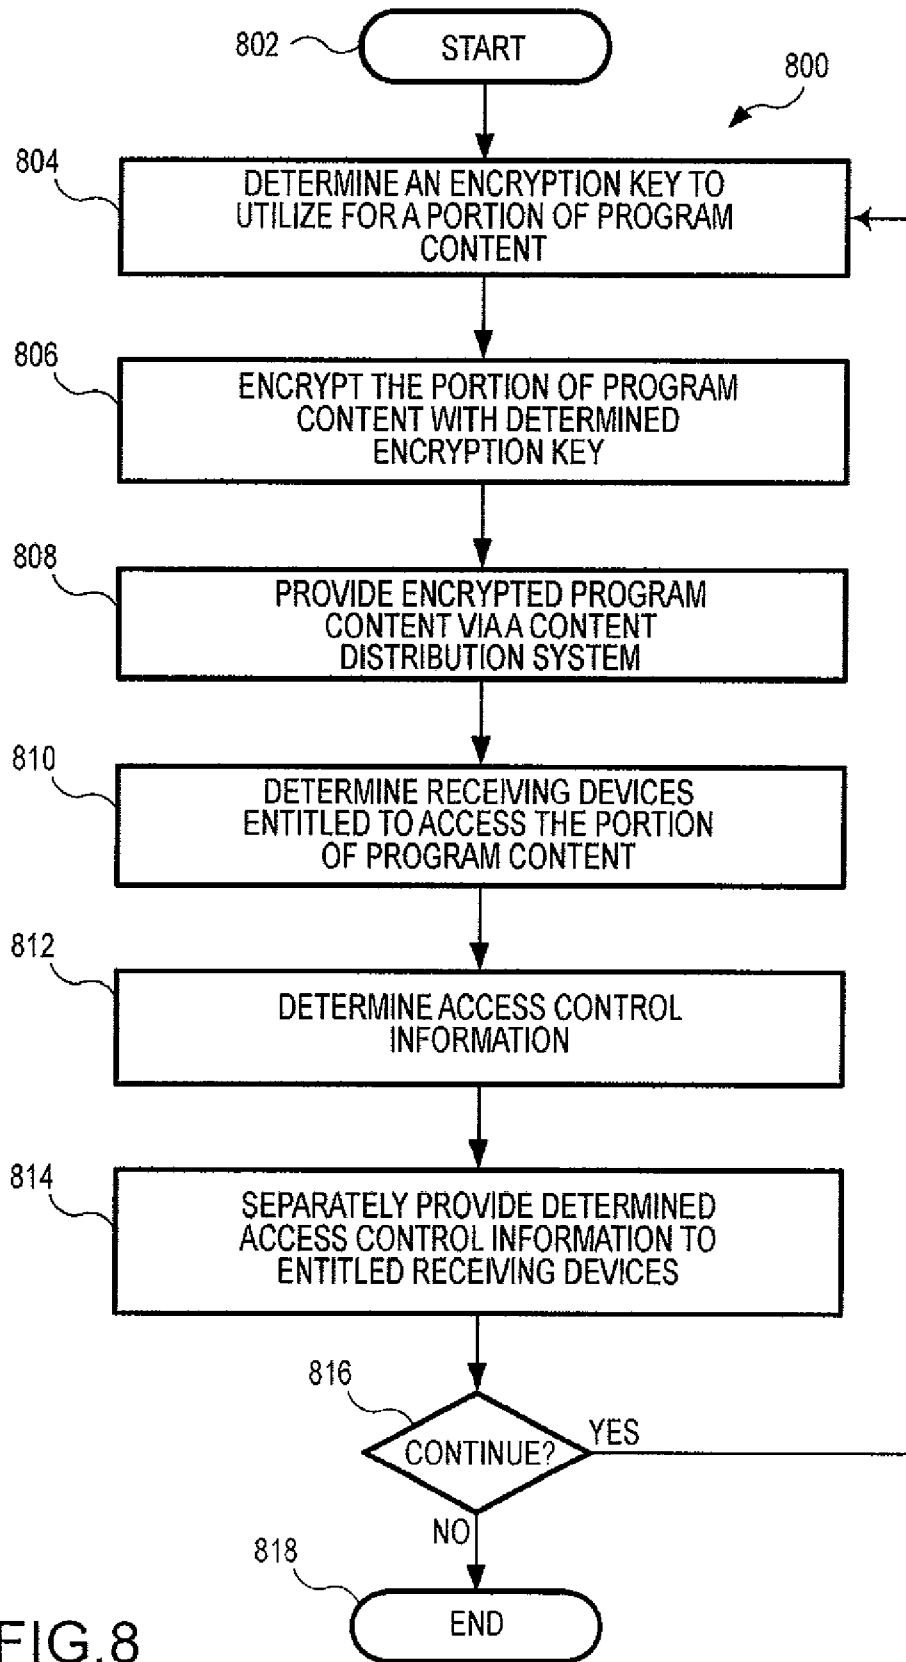 802
START
800
804
DETERMINE AN ENCRYPTION KEY TO
UTILIZE FOR A PORTION OF PROGRAM
CONTENT
806
ENCRYPT THE PORTION OF PROGRAM
CONTENT WITH DETERMINED
ENCRYPTION KEY
808
PROVIDE ENCRYPTED PROGRAM
CONTENT VIA A CONTENT
DISTRIBUTION SYSTEM
810
DETERMINE RECEIVING DEVICES
ENTITLED TO ACCESS THE PORTION
OF PROGRAM CONTENT
812
DETERMINE ACCESS CONTROL
INFORMATION
814
SEPARATELY PROVIDE DETERMINED
ACCESS CONTROL INFORMATION TO
ENTITLED RECEIVING DEVICES
816
CONTINUE?
YES
NO
818
END
FIG.8